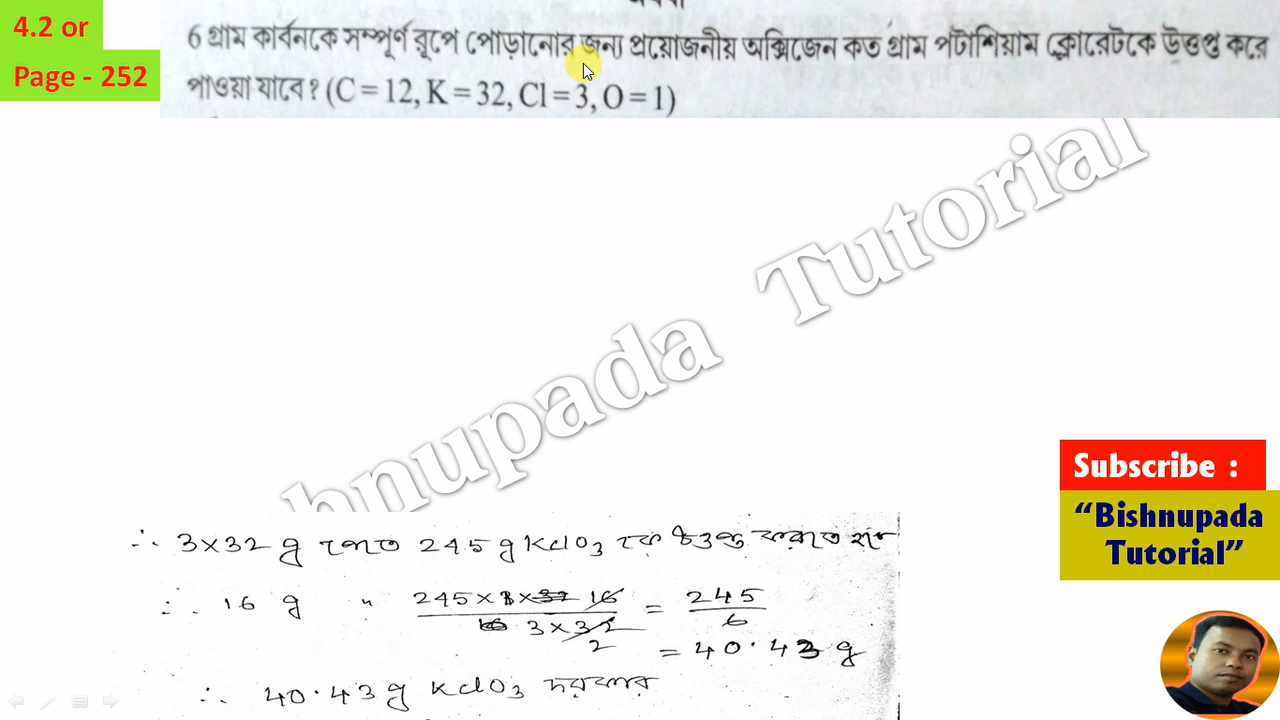 4.2 or
Page - 252
6 গ্রাম কার্বনকে সম্পূর্ণ রূপে পোড়ানোর জন্য প্রয়োজনীয় অক্সিজেন কত গ্রাম পটাশিয়াম ক্লোরেটকে উত্তপ্ত করে
পাওয়া যাবে? (C = 12, K = 32, Cl = 3, O = 1)
Bishnupada Tutorial
∴ 3×32 g পেতে 245 g KClO3 কে উত্তপ্ত করতে হবে
∴ 16 g " 245 × 16 / 3 × 32 = 245 / 6
2
= 40.43 g
∴ 40.43 g KClO3 দরকার
Subscribe :
“Bishnupada
Tutorial”